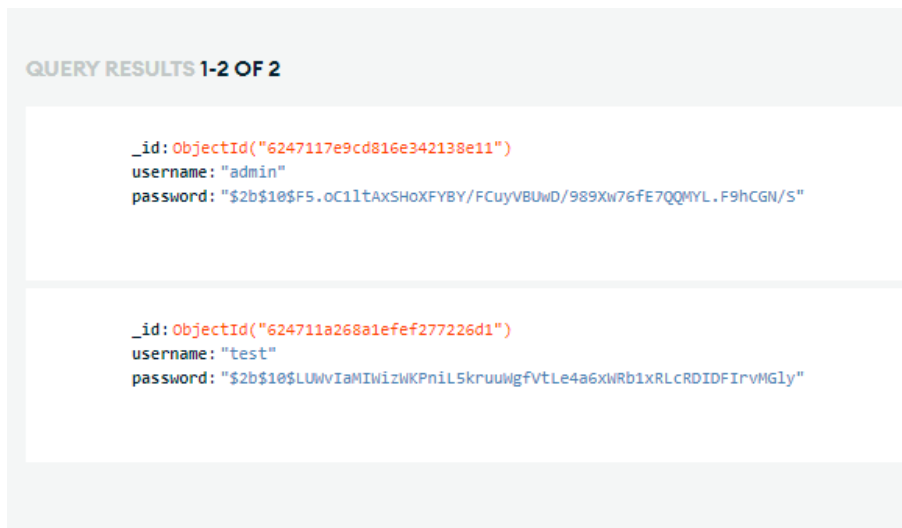 QUERY RESULTS 1-2 OF 2
_id: ObjectId("6247117e9cd816e342138e11")
username: "admin"
password: "$2b$10$F5.oC1ltAxSHoXFYBY/FCuyVBUwD/989Xw76fE7QQMYL.F9hCGN/S"
_id: ObjectId("624711a268a1efef277226d1")
username: "test"
password: "$2b$10$LUWvIaMIWizWKPniL5kruuWgfVtLe4a6xWRb1xRLcRDIDFIrvMGly"